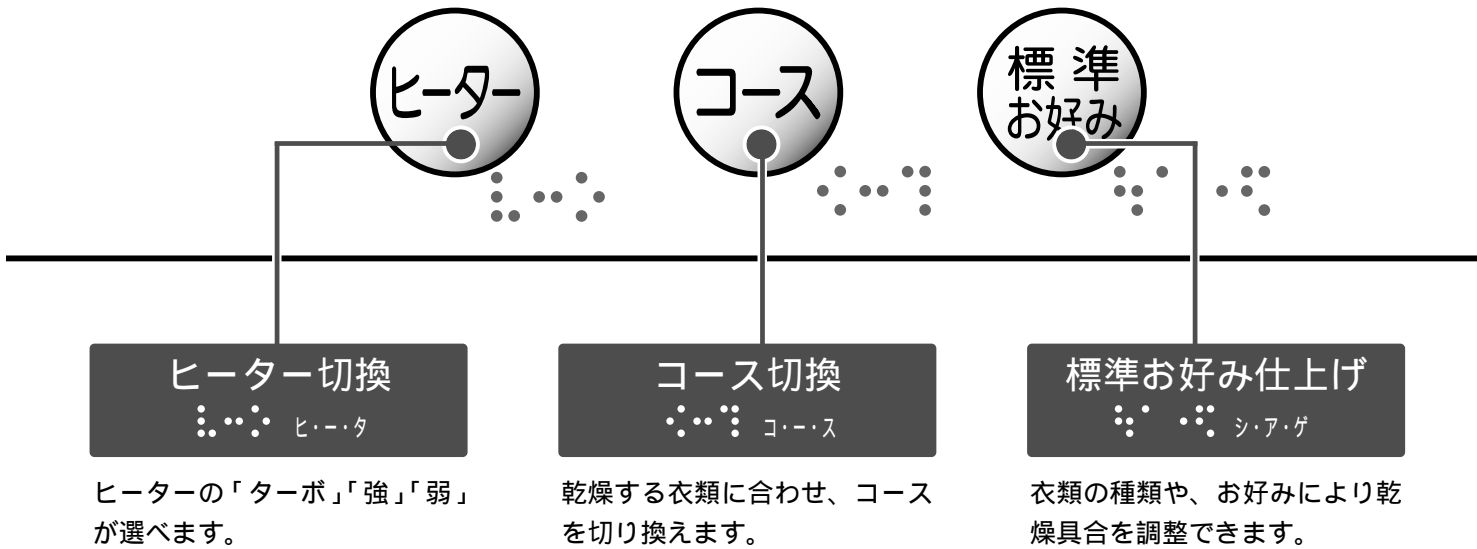 ヒーター
コース
標準
お好み
ヒーター切換
⠇⠒⠕ ヒ・ー・タ
コース切換
⠪⠒⠹ コ・ー・ス
標準お好み仕上げ
⠳⠁⠐⠫ シ・ア・ゲ
ヒーターの「ターボ」「強」「弱」
が選べます。
乾燥する衣類に合わせ、コース
を切り換えます。
衣類の種類や、お好みにより乾
燥具合を調整できます。